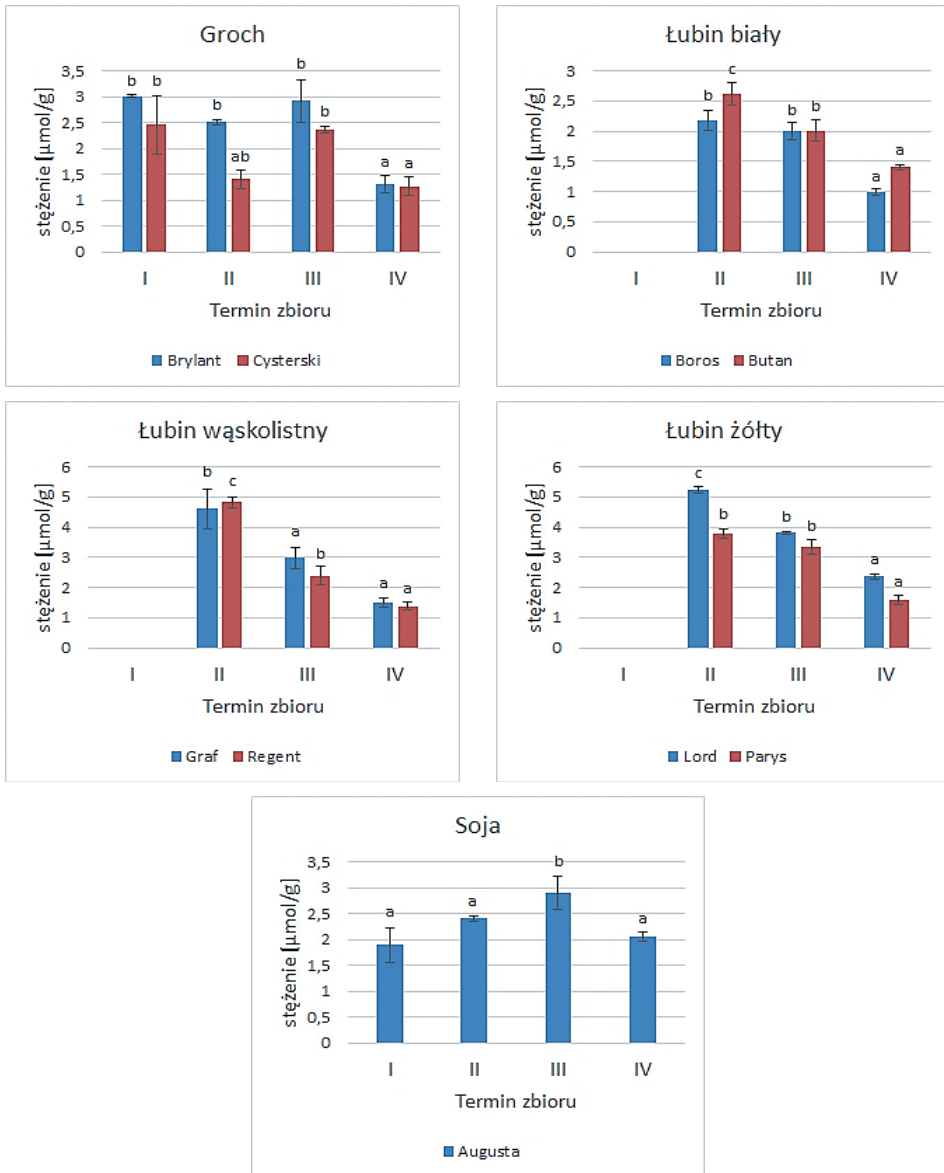 Groch
stężenie [µmol/g]
3,5
3
2,5
2
1,5
1
0,5
0
b b b ab b b a a
I II III IV
Termin zbioru
Brylant Cysterski
Łubin biały
stężenie [µmol/g]
3
2,5
2
1,5
1
0,5
0
b c b b a a
I II III IV
Termin zbioru
Boros Butan
Łubin wąskolistny
stężenie [µmol/g]
6
5
4
3
2
1
0
b c a b a a
I II III IV
Termin zbioru
Graf Regent
Łubin żółty
stężenie [µmol/g]
6
5
4
3
2
1
0
c b b b a a
I II III IV
Termin zbioru
Lord Parys
Soja
stężenie [µmol/g]
3,5
3
2,5
2
1,5
1
0,5
0
a a b a
I II III IV
Termin zbioru
Augusta